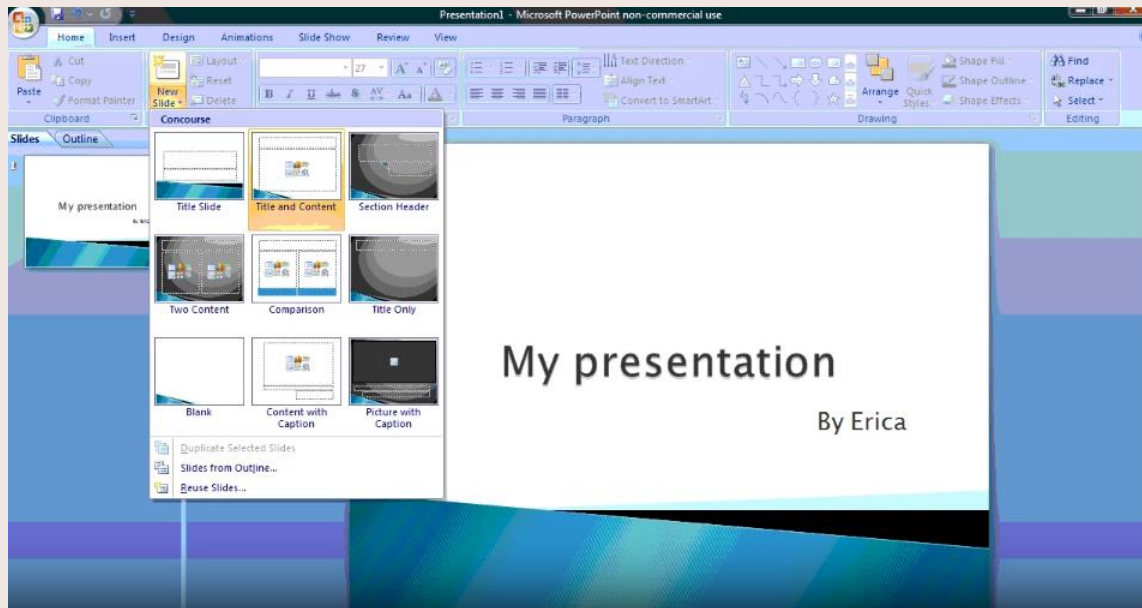 Presentation1 - Microsoft PowerPoint non-commercial use
Home Insert Design Animations Slide Show Review View
Paste
Cut
Copy
Format Painter
Clipboard
New Slide
Layout
Reset
Delete
27
B I U abc S AV Aa A
Text Direction
Align Text
Convert to SmartArt
Paragraph
Arrange
Quick Styles
Shape Fill
Shape Outline
Shape Effects
Drawing
Find
Replace
Select
Editing
Slides Outline
1
My presentation
Concourse
Title Slide
Title and Content
Section Header
Two Content
Comparison
Title Only
Blank
Content with Caption
Picture with Caption
Duplicate Selected Slides
Slides from Outline...
Reuse Slides...
My presentation
By Erica